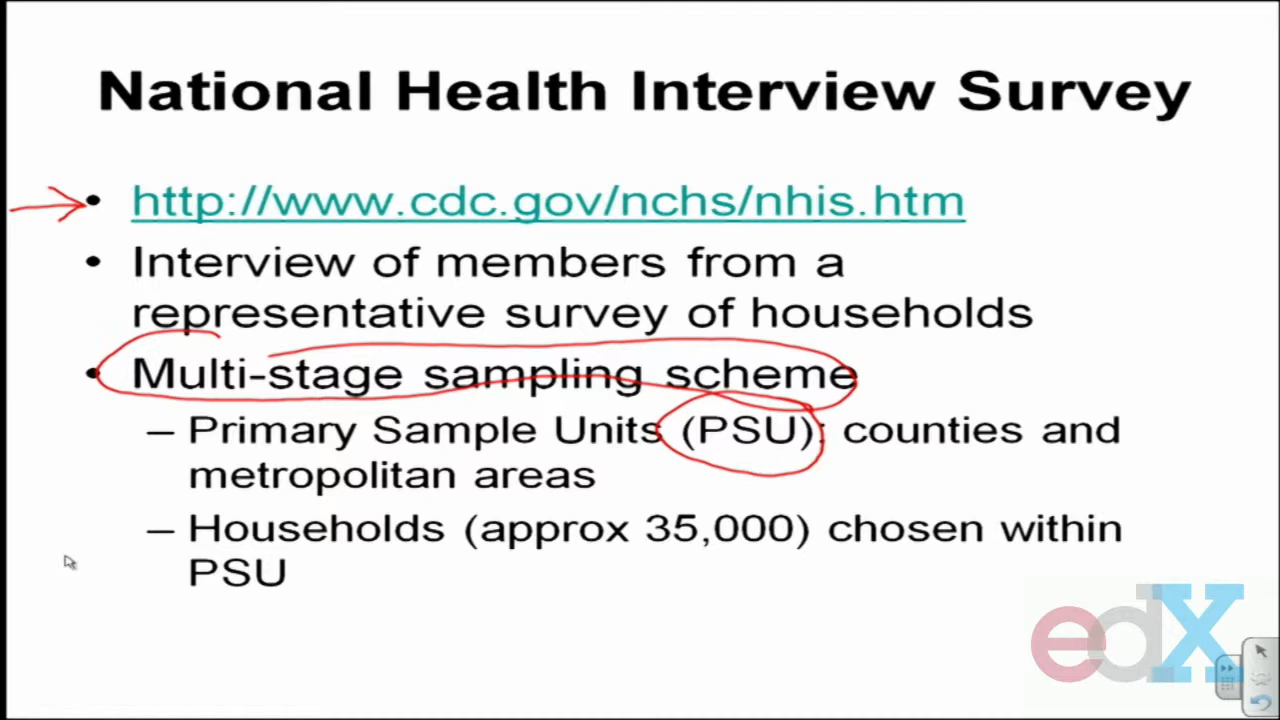 National Health Interview Survey
• http://www.cdc.gov/nchs/nhis.htm
• Interview of members from a
representative survey of households
• Multi-stage sampling scheme
– Primary Sample Units (PSU): counties and
metropolitan areas
– Households (approx 35,000) chosen within
PSU
edX